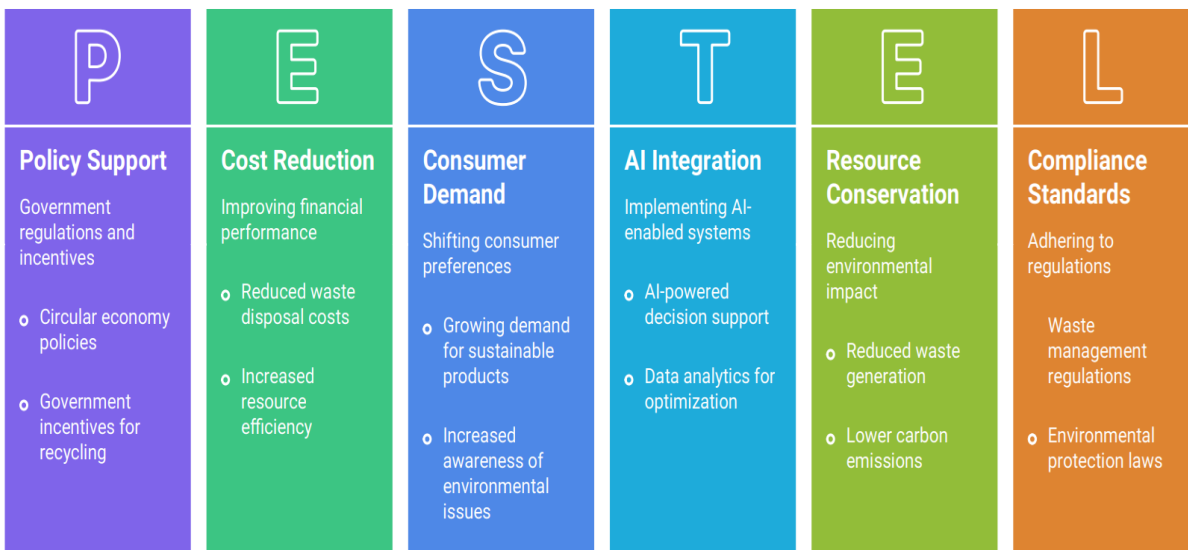 P
Policy Support
Government
regulations and
incentives
Circular economy
policies
Government
incentives for
recycling
E
Cost Reduction
Improving financial
performance
Reduced waste
disposal costs
Increased
resource
efficiency
S
Consumer
Demand
Shifting consumer
preferences
Growing demand
for sustainable
products
Increased
awareness of
environmental
issues
T
AI Integration
Implementing AI-
enabled systems
AI-powered
decision support
Data analytics for
optimization
E
Resource
Conservation
Reducing
environmental
impact
Reduced waste
generation
Lower carbon
emissions
L
Compliance
Standards
Adhering to
regulations
Waste
management
regulations
Environmental
protection laws